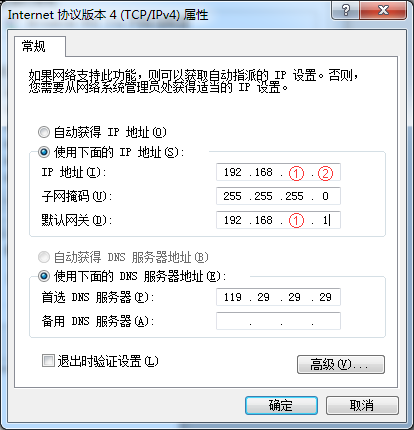 Internet 协议版本 4 (TCP/IPv4) 属性
常规
如果网络支持此功能，则可以获取自动指派的 IP 设置。否则，
您需要从网络系统管理员处获得适当的 IP 设置。
自动获得 IP 地址(O)
使用下面的 IP 地址(S):
IP 地址(I): 192 .168 . ① . ②
子网掩码(U): 255 .255 .255 . 0
默认网关(D): 192 .168 . ① . 1
自动获得 DNS 服务器地址(B)
使用下面的 DNS 服务器地址(E):
首选 DNS 服务器(P): 119 . 29 . 29 . 29
备用 DNS 服务器(A): . . .
退出时验证设置(L)
高级(V)...
确定 取消